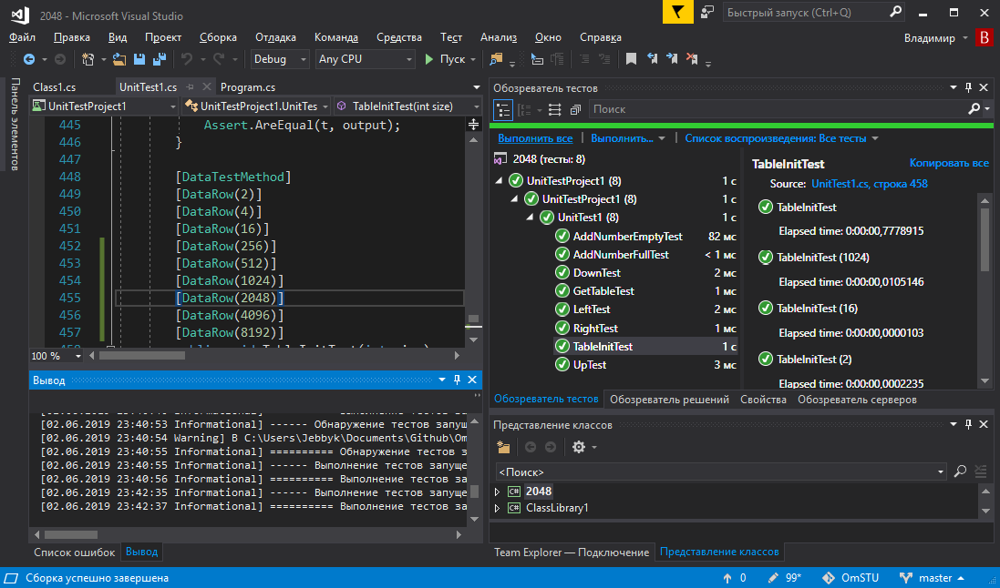 2048 - Microsoft Visual Studio
Быстрый запуск (Ctrl+Q)
Файл Правка Вид Проект Сборка Отладка Команда Средства Тест Анализ Окно Справка Владимир В
Debug Any CPU Пуск
Панель элементов
Class1.cs UnitTest1.cs Program.cs
UnitTestProject1 UnitTestProject1.UnitTes TableInitTest(int size)
445 Assert.AreEqual(t, output);
446 }
447
448 [DataTestMethod]
449 [DataRow(2)]
450 [DataRow(4)]
451 [DataRow(16)]
452 [DataRow(256)]
453 [DataRow(512)]
454 [DataRow(1024)]
455 [DataRow(2048)]
456 [DataRow(4096)]
457 [DataRow(8192)]
100 %
Вывод
[02.06.2019 23:40:53 Informational] ------ Обнаружение тестов запущ
[02.06.2019 23:40:54 Warning] В C:\Users\Jebbyk\Documents\Github\Om
[02.06.2019 23:40:55 Informational] ========== Обнаружение тестов з
[02.06.2019 23:40:55 Informational] ------ Выполнение тестов запуще
[02.06.2019 23:40:56 Informational] ========== Выполнение тестов за
[02.06.2019 23:42:35 Informational] ------ Выполнение тестов запуще
[02.06.2019 23:42:37 Informational] ========== Выполнение тестов за
Список ошибок Вывод
Обозреватель тестов
Поиск
Выполнить все Выполнить... Список воспроизведения: Все тесты
2048 (тесты: 8)
UnitTestProject1 (8) 1 с
UnitTestProject1 (8) 1 с
UnitTest1 (8) 1 с
AddNumberEmptyTest 82 мс
AddNumberFullTest < 1 мс
DownTest 2 мс
GetTableTest 1 мс
LeftTest 2 мс
RightTest 1 мс
TableInitTest 1 с
UpTest 3 мс
TableInitTest Копировать все
Source: UnitTest1.cs, строка 458
TableInitTest
Elapsed time: 0:00:00,7778915
TableInitTest (1024)
Elapsed time: 0:00:00,0105146
TableInitTest (16)
Elapsed time: 0:00:00,0000103
TableInitTest (2)
Elapsed time: 0:00:00,0002235
Обозреватель тестов Обозреватель решений Свойства Обозреватель серверов
Представление классов
<Поиск>
C# 2048
C# ClassLibrary1
Team Explorer — Подключение Представление классов
Сборка успешно завершена 0 99* OmSTU master